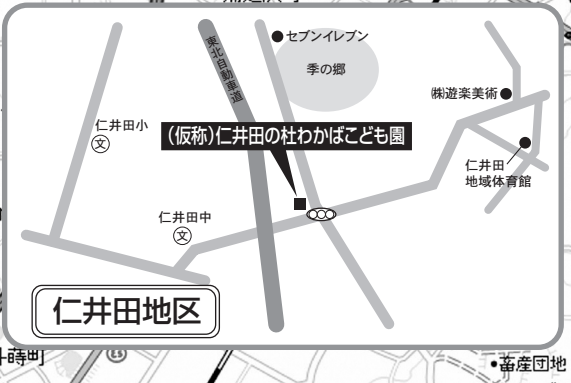 セブンイレブン
季の郷
東北自動車道
㈱遊楽美術
仁井田小
文
(仮称)仁井田の杜わかばこども園
仁井田
地域体育館
仁井田中
文
仁井田地区
蒔町
畜産団地